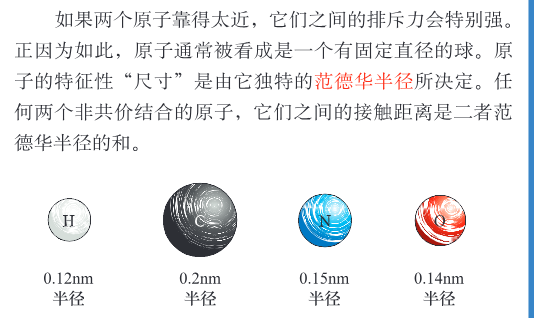 如果两个原子靠得太近，它们之间的排斥力会特别强。
正因为如此，原子通常被看成是一个有固定直径的球。原
子的特征性“尺寸”是由它独特的范德华半径所决定。任
何两个非共价结合的原子，它们之间的接触距离是二者范
德华半径的和。
H C N O
0.12nm 0.2nm 0.15nm 0.14nm
半径 半径 半径 半径